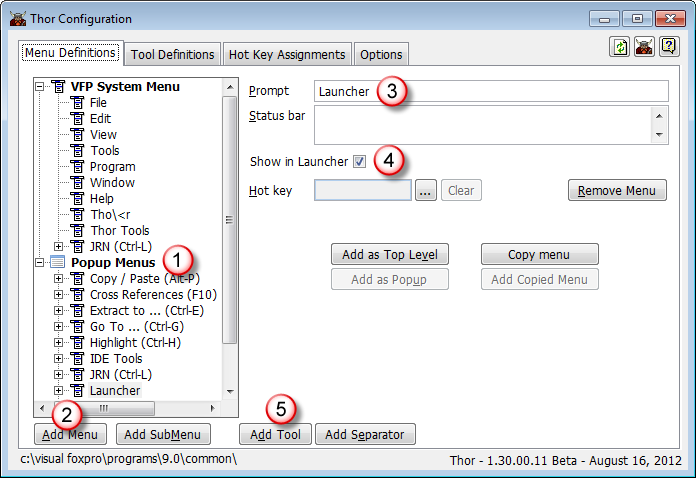 Thor Configuration
Menu Definitions Tool Definitions Hot Key Assignments Options
VFP System Menu
File
Edit
View
Tools
Program
Window
Help
Tho\<r
Thor Tools
JRN (Ctrl-L)
Popup Menus 1
Copy / Paste (Alt-P)
Cross References (F10)
Extract to ... (Ctrl-E)
Go To ... (Ctrl-G)
Highlight (Ctrl-H)
IDE Tools
JRN (Ctrl-L)
Launcher
Prompt Launcher 3
Status bar
Show in Launcher 4
Hot key ... Clear Remove Menu
Add as Top Level Copy menu
Add as Popup Add Copied Menu
2 5
Add Menu Add SubMenu Add Tool Add Separator
c:\visual foxpro\programs\9.0\common\ Thor - 1.30.00.11 Beta - August 16, 2012